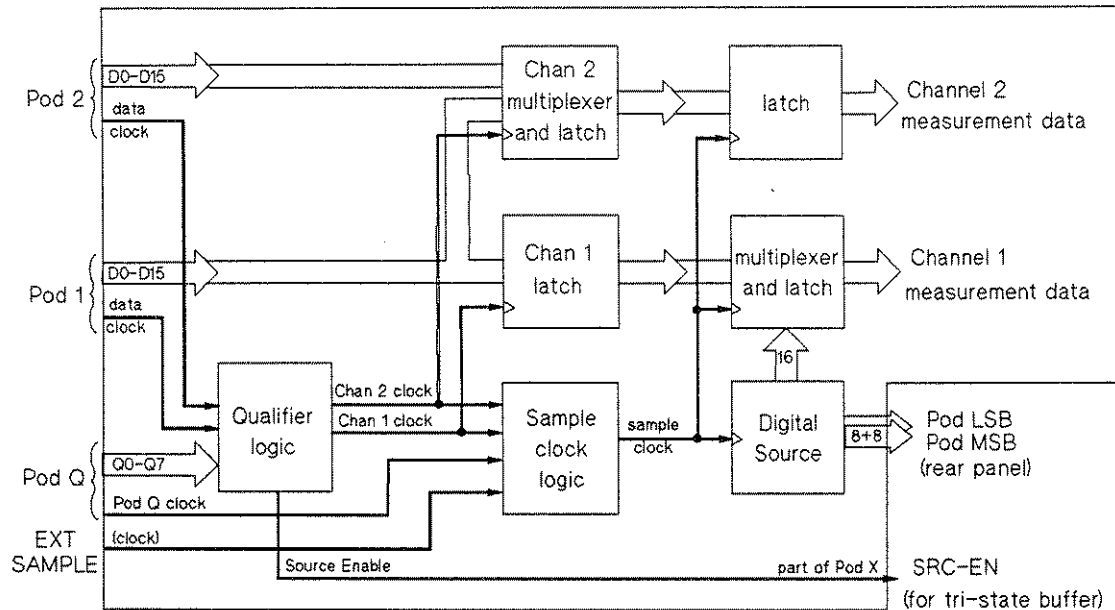 Pod 2
D0-D15
data
clock
Chan 2
multiplexer
and latch
latch
Channel 2
measurement data
Pod 1
D0-D15
data
clock
Chan 1
latch
multiplexer
and latch
Channel 1
measurement data
16
Qualifier
logic
Chan 2 clock
Chan 1 clock
Sample
clock
logic
sample
clock
Digital
Source
8+8
Pod LSB
Pod MSB
(rear panel)
Pod Q
Q0-Q7
Pod Q clock
EXT
SAMPLE
(clock)
Source Enable
part of Pod X
SRC-EN
(for tri-state buffer)